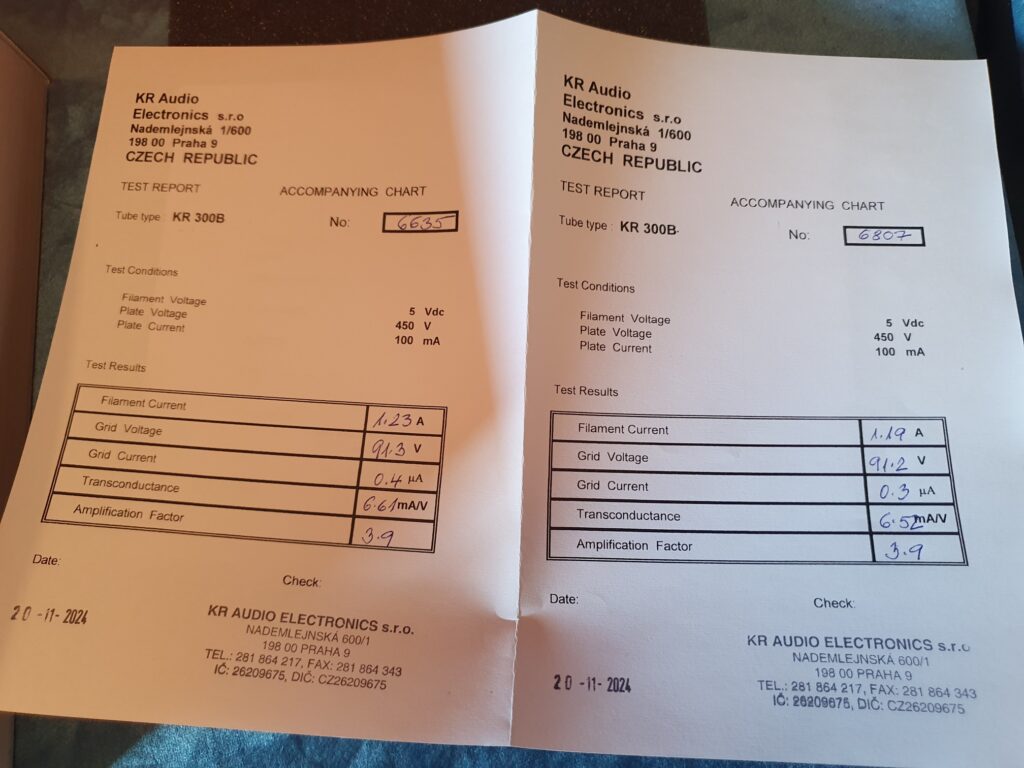 KR Audio
Electronics s.r.o
Nademlejnská 1/600
198 00 Praha 9
CZECH REPUBLIC
TEST REPORT ACCOMPANYING CHART
Tube type : KR 300B No: 6635
Test Conditions
Filament Voltage 5 Vdc
Plate Voltage 450 V
Plate Current 100 mA
Test Results
Filament Current 1.23 A
Grid Voltage 91.3 V
Grid Current 0.4 µA
Transconductance 6.61 mA/V
Amplification Factor 3.9
Date: Check:
20 -11- 2024
KR AUDIO ELECTRONICS s.r.o.
NADEMLEJNSKÁ 600/1
198 00 PRAHA 9
TEL.: 281 864 217, FAX: 281 864 343
IČ: 26209675, DIČ: CZ26209675
KR Audio
Electronics s.r.o
Nademlejnská 1/600
198 00 Praha 9
CZECH REPUBLIC
TEST REPORT ACCOMPANYING CHART
Tube type : KR 300B No: 6807
Test Conditions
Filament Voltage 5 Vdc
Plate Voltage 450 V
Plate Current 100 mA
Test Results
Filament Current 1.19 A
Grid Voltage 91.2 V
Grid Current 0.3 µA
Transconductance 6.52 mA/V
Amplification Factor 3.9
Date: Check:
20 -11- 2024
KR AUDIO ELECTRONICS s.r.o
NADEMLEJNSKÁ 600/1
198 00 PRAHA 9
TEL.: 281 864 217, FAX: 281 864 343
IČ: 26209675, DIČ: CZ26209675